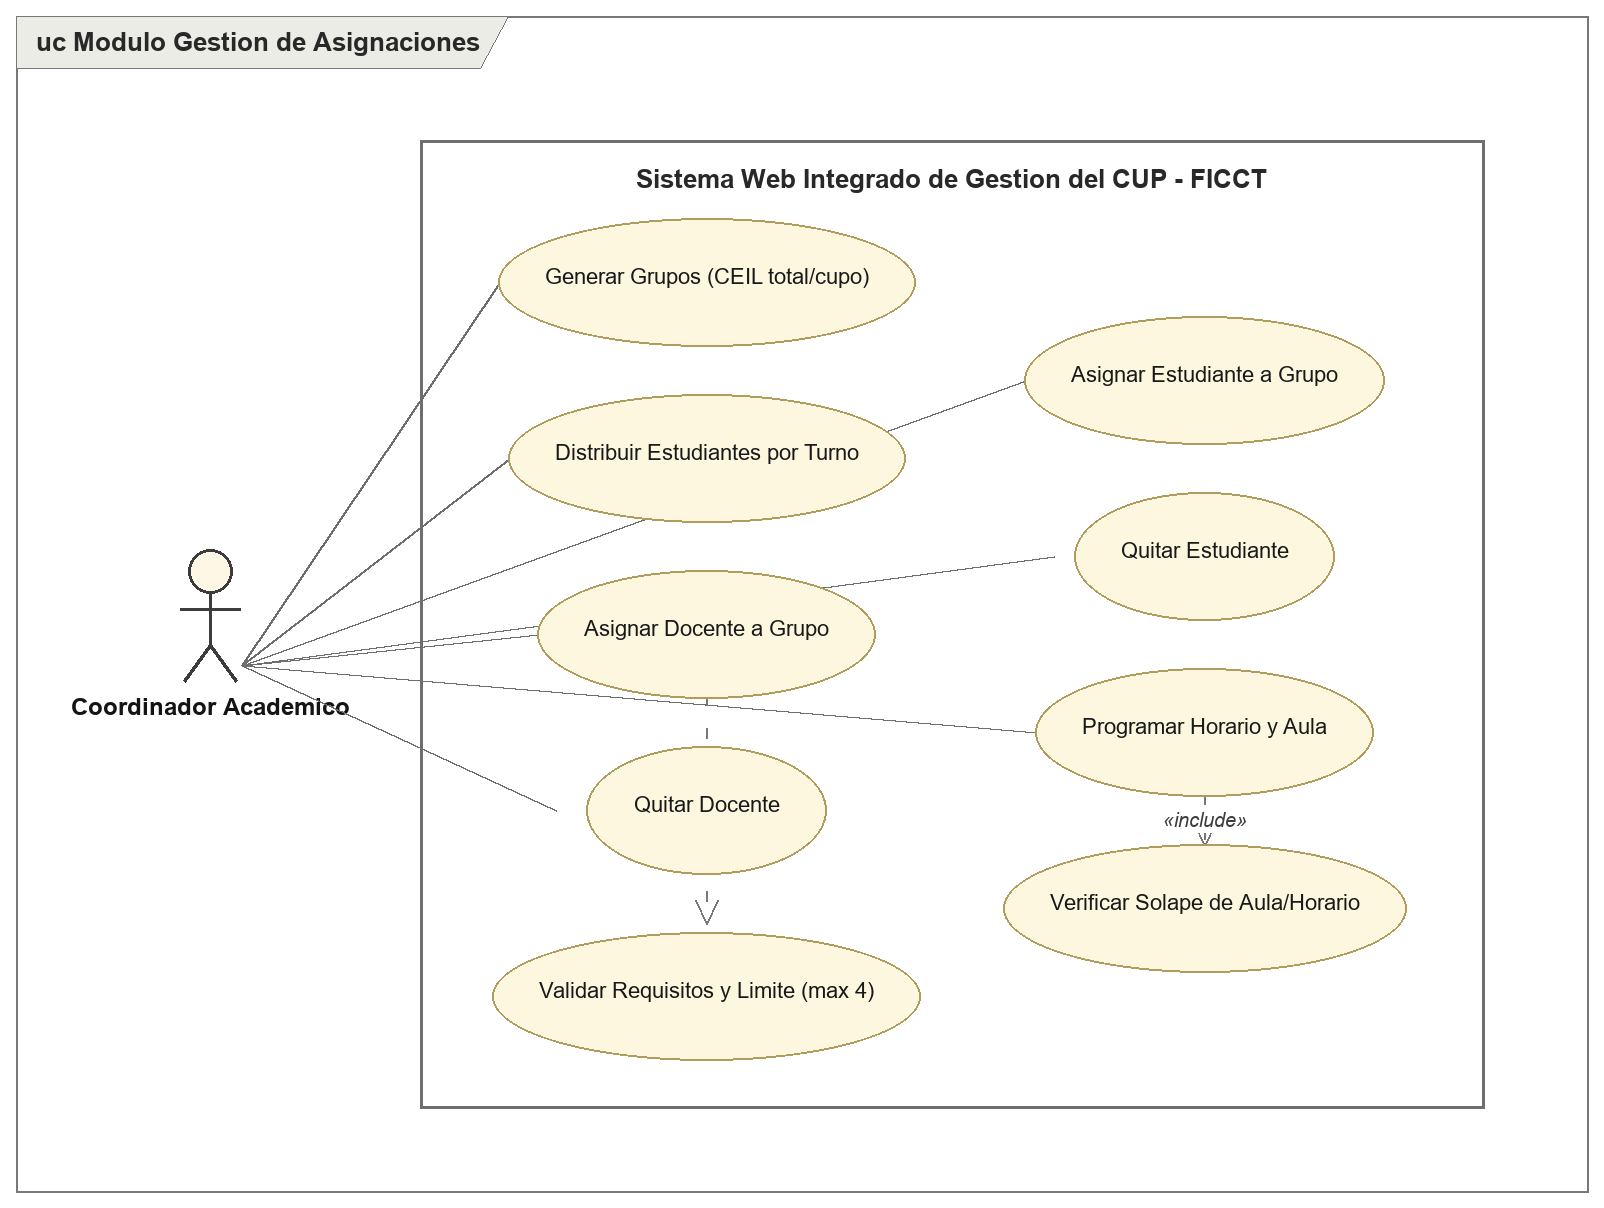 uc Modulo Gestion de Asignaciones
Sistema Web Integrado de Gestion del CUP - FICCT
Generar Grupos (CEIL total/cupo)
Asignar Estudiante a Grupo
Distribuir Estudiantes por Turno
Quitar Estudiante
Asignar Docente a Grupo
Coordinador Academico
Programar Horario y Aula
Quitar Docente
«include»
Verificar Solape de Aula/Horario
Validar Requisitos y Limite (max 4)